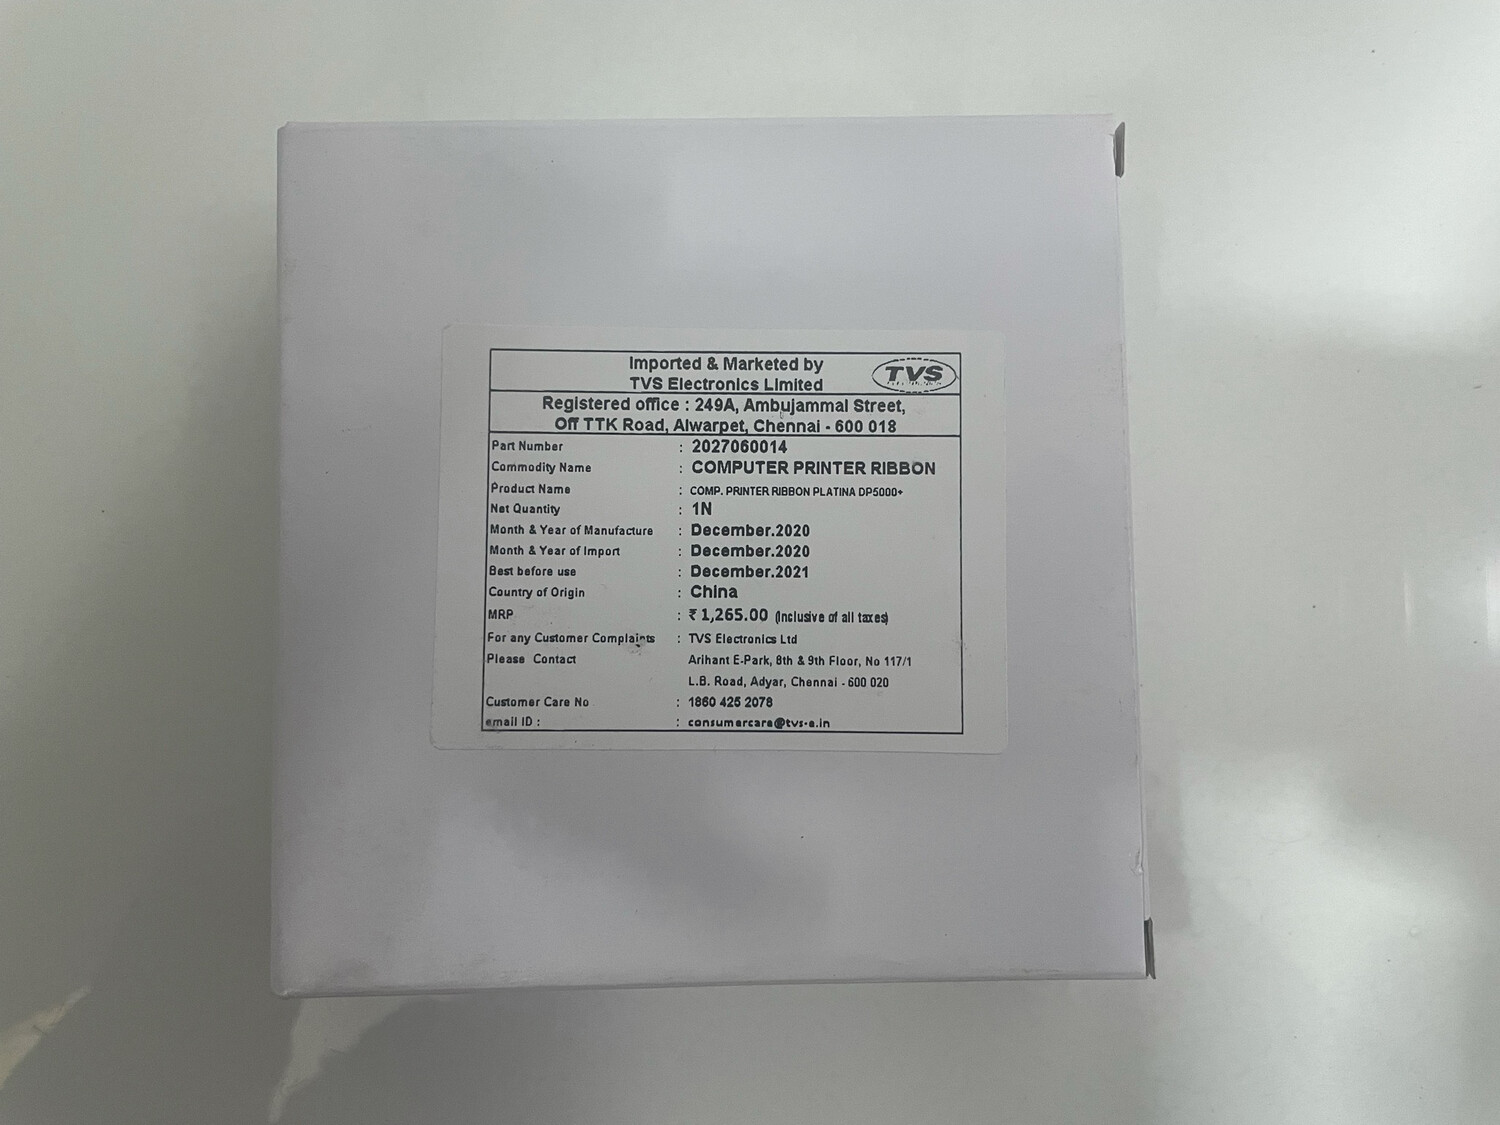 Imported & Marketed by
TVS Electronics Limited
TVS
ELECTRONICS
Registered office : 249A, Ambujammal Street,
Off TTK Road, Alwarpet, Chennai - 600 018
Part Number : 2027060014
Commodity Name : COMPUTER PRINTER RIBBON
Product Name : COMP. PRINTER RIBBON PLATINA DP5000+
Net Quantity : 1N
Month & Year of Manufacture : December.2020
Month & Year of Import : December.2020
Best before use : December.2021
Country of Origin : China
MRP : ₹ 1,265.00 (Inclusive of all taxes)
For any Customer Complaints : TVS Electronics Ltd
Please Contact Arihant E-Park, 8th & 9th Floor, No 117/1
L.B. Road, Adyar, Chennai - 600 020
Customer Care No : 1860 425 2078
email ID : : consumercare@tvs-e.in